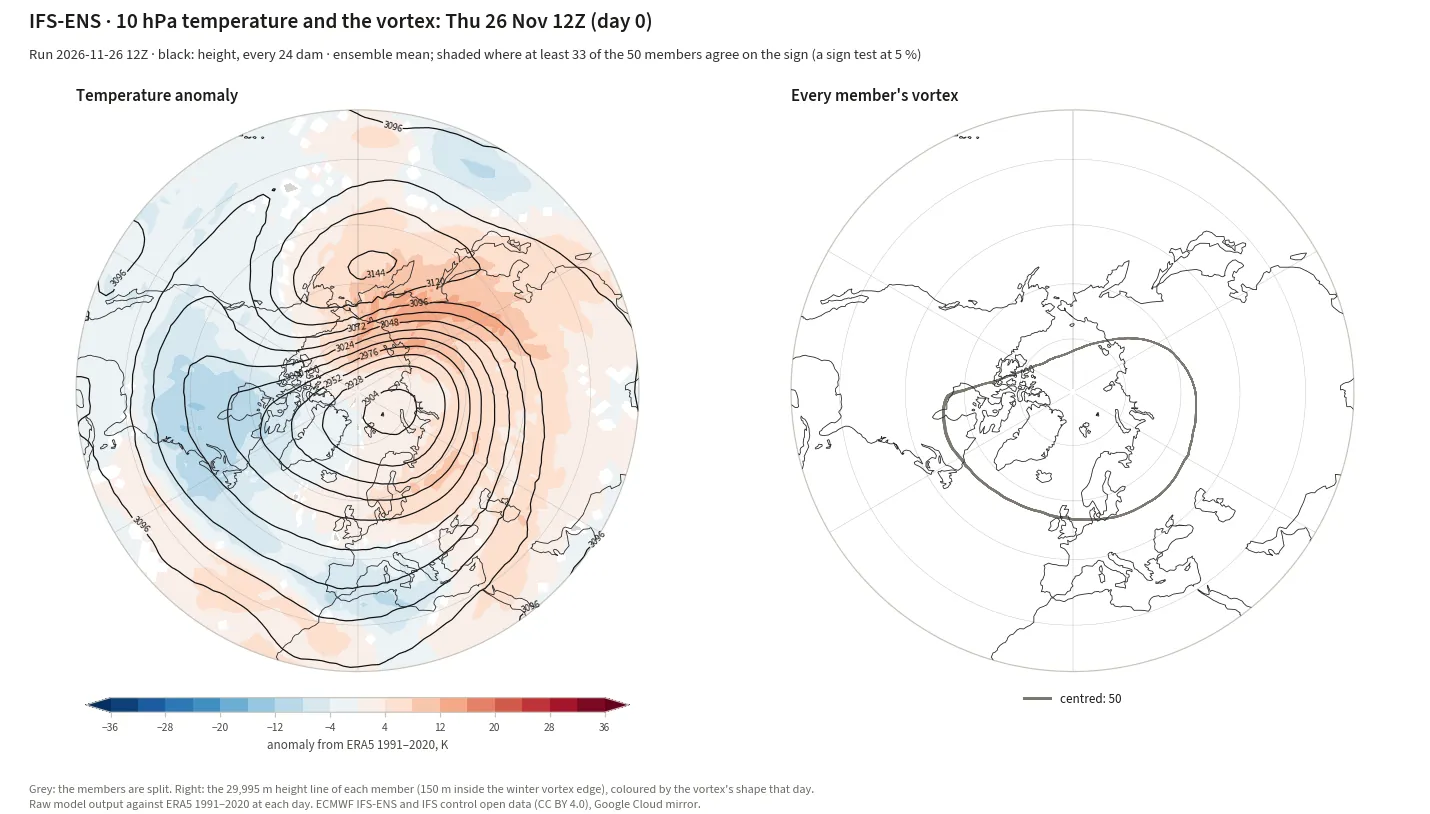 IFS-ENS · 10 hPa temperature and the vortex: Thu 26 Nov 12Z (day 0)
Run 2026-11-26 12Z · black: height, every 24 dam · ensemble mean; shaded where at least 33 of the 50 members agree on the sign (a sign test at 5 %)
Temperature anomaly
Every member's vortex
3096
3144
3120
3096
3096
3072
3048
3024
2976
2952
2928
2904
3096
3096
3096
centred: 50
−36 −28 −20 −12 −4 4 12 20 28 36
anomaly from ERA5 1991–2020, K
Grey: the members are split. Right: the 29,995 m height line of each member (150 m inside the winter vortex edge), coloured by the vortex's shape that day.
Raw model output against ERA5 1991–2020 at each day. ECMWF IFS-ENS and IFS control open data (CC BY 4.0), Google Cloud mirror.